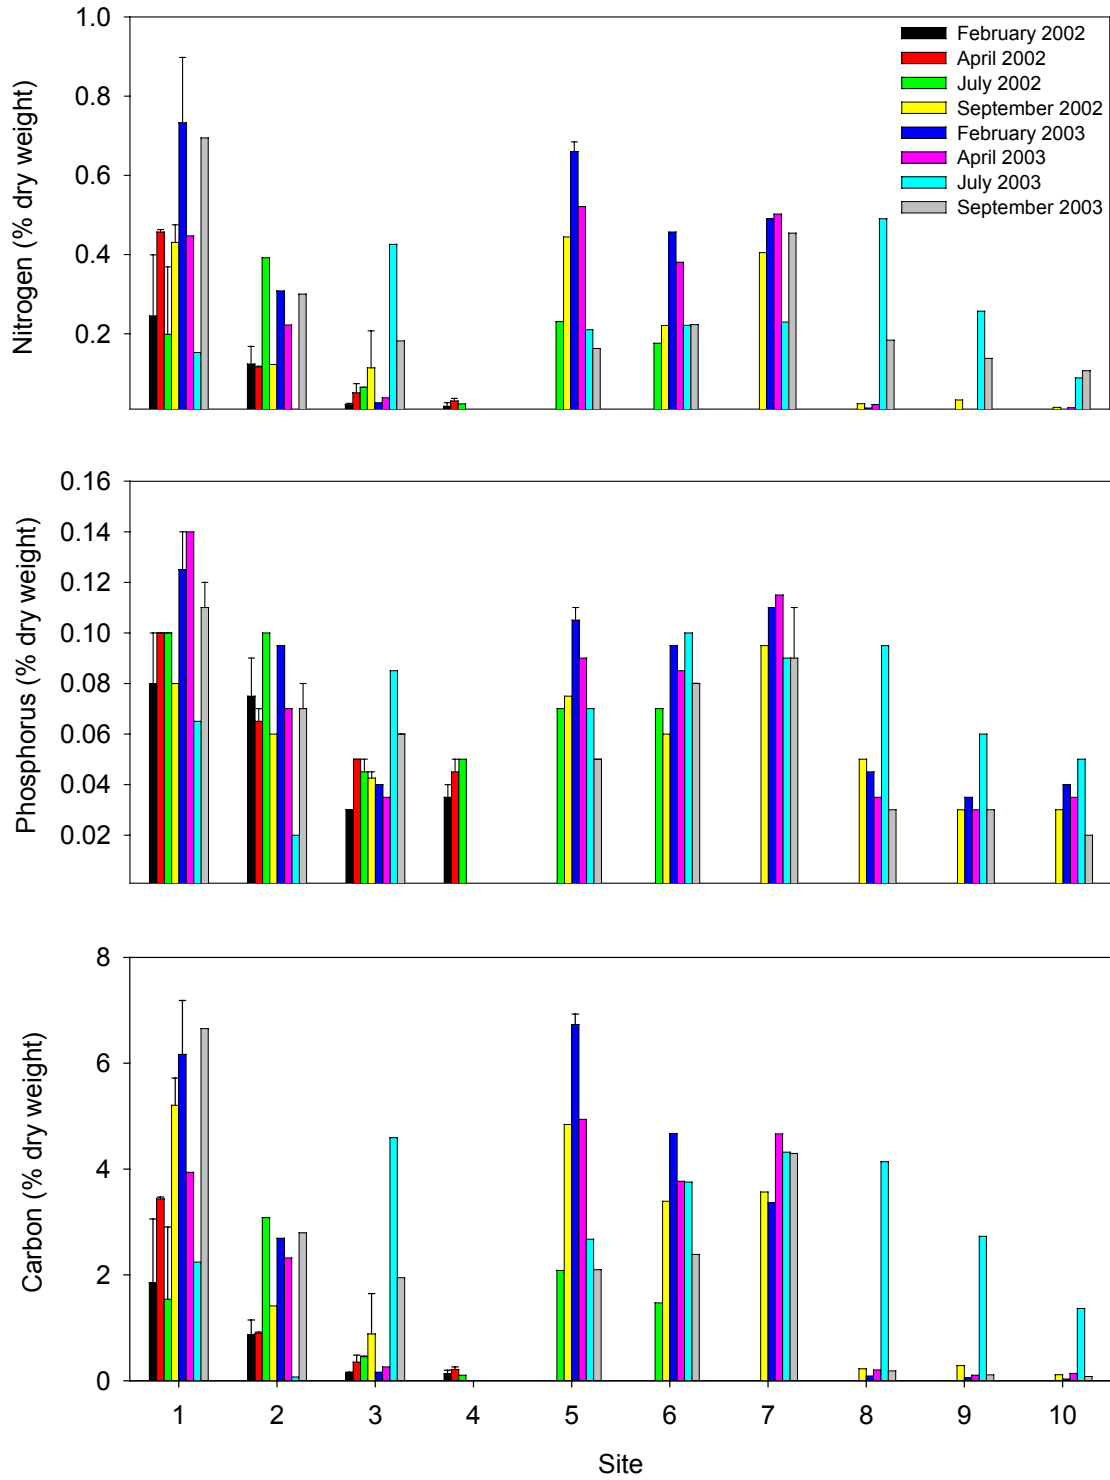 1.0
0.8
0.6
0.4
0.2
Nitrogen (% dry weight)
February 2002
April 2002
July 2002
September 2002
February 2003
April 2003
July 2003
September 2003
0.16
0.14
0.12
0.10
0.08
0.06
0.04
0.02
Phosphorus (% dry weight)
8
6
4
2
0
Carbon (% dry weight)
1 2 3 4 5 6 7 8 9 10
Site